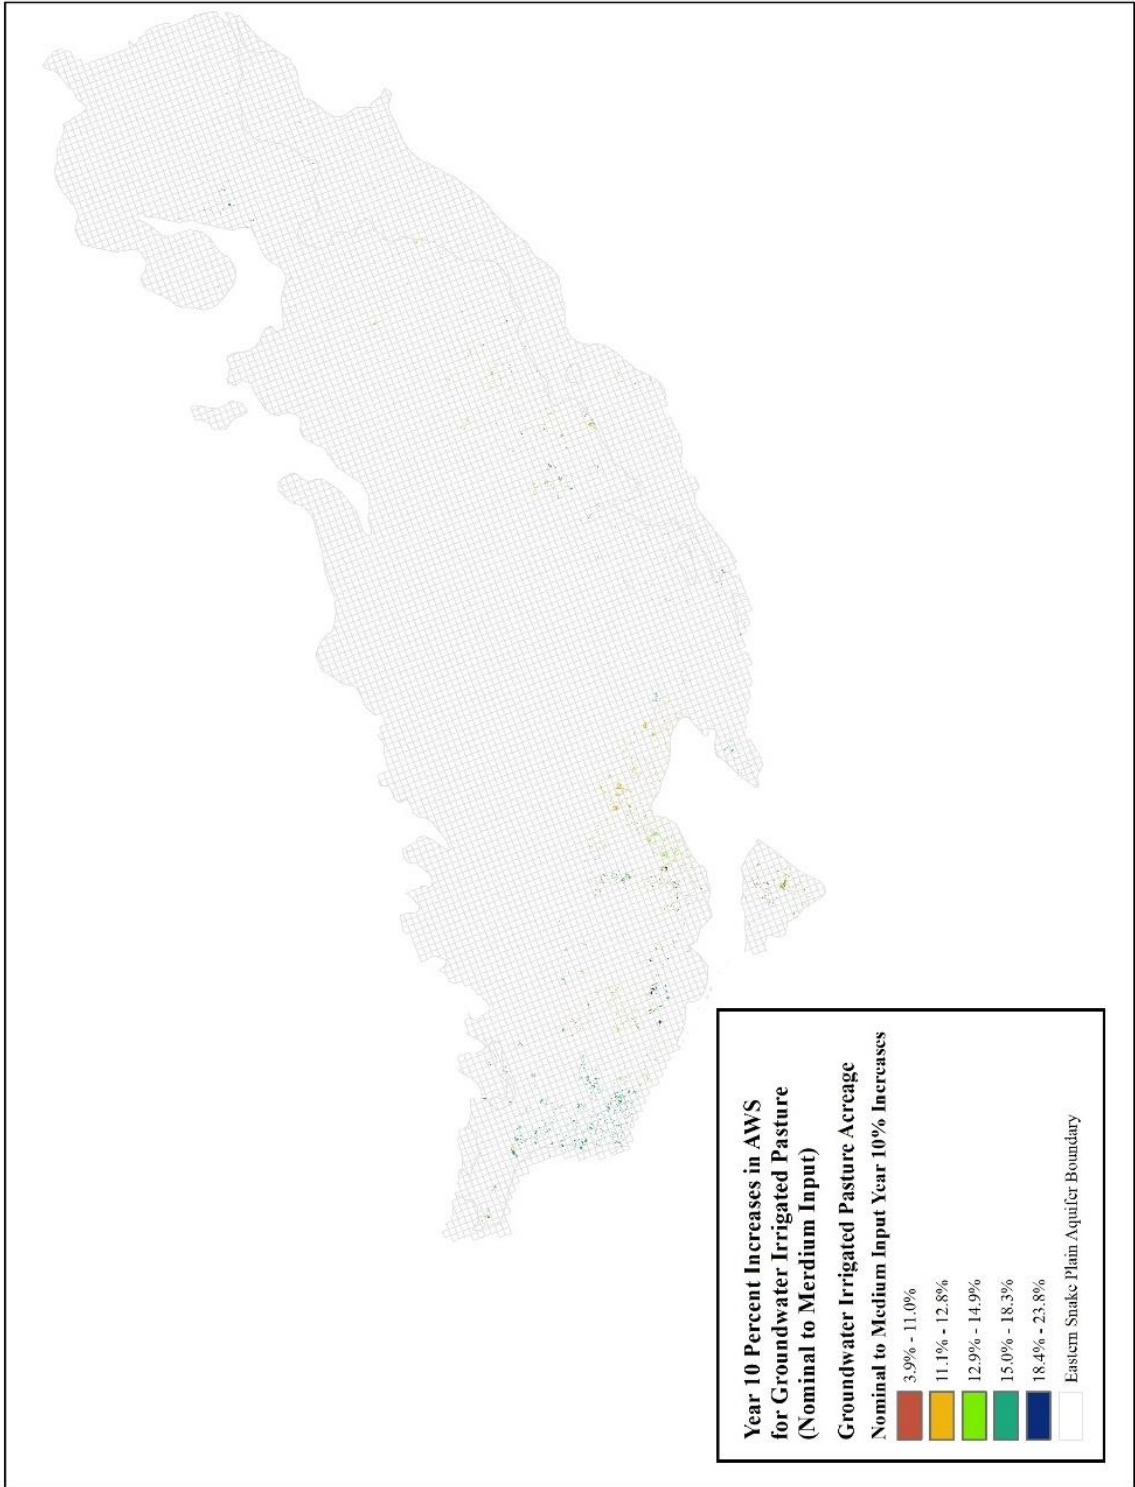 Year 10 Percent Increases in AWS
for Groundwater Irrigated Pasture
(Nominal to Merdium Input)
Groundwater Irrigated Pasture Acreage
Nominal to Medium Input Year 10% Increases
3.9% - 11.0%
11.1% - 12.8%
12.9% - 14.9%
15.0% - 18.3%
18.4% - 23.8%
Eastern Snake Plain Aquifer Boundary